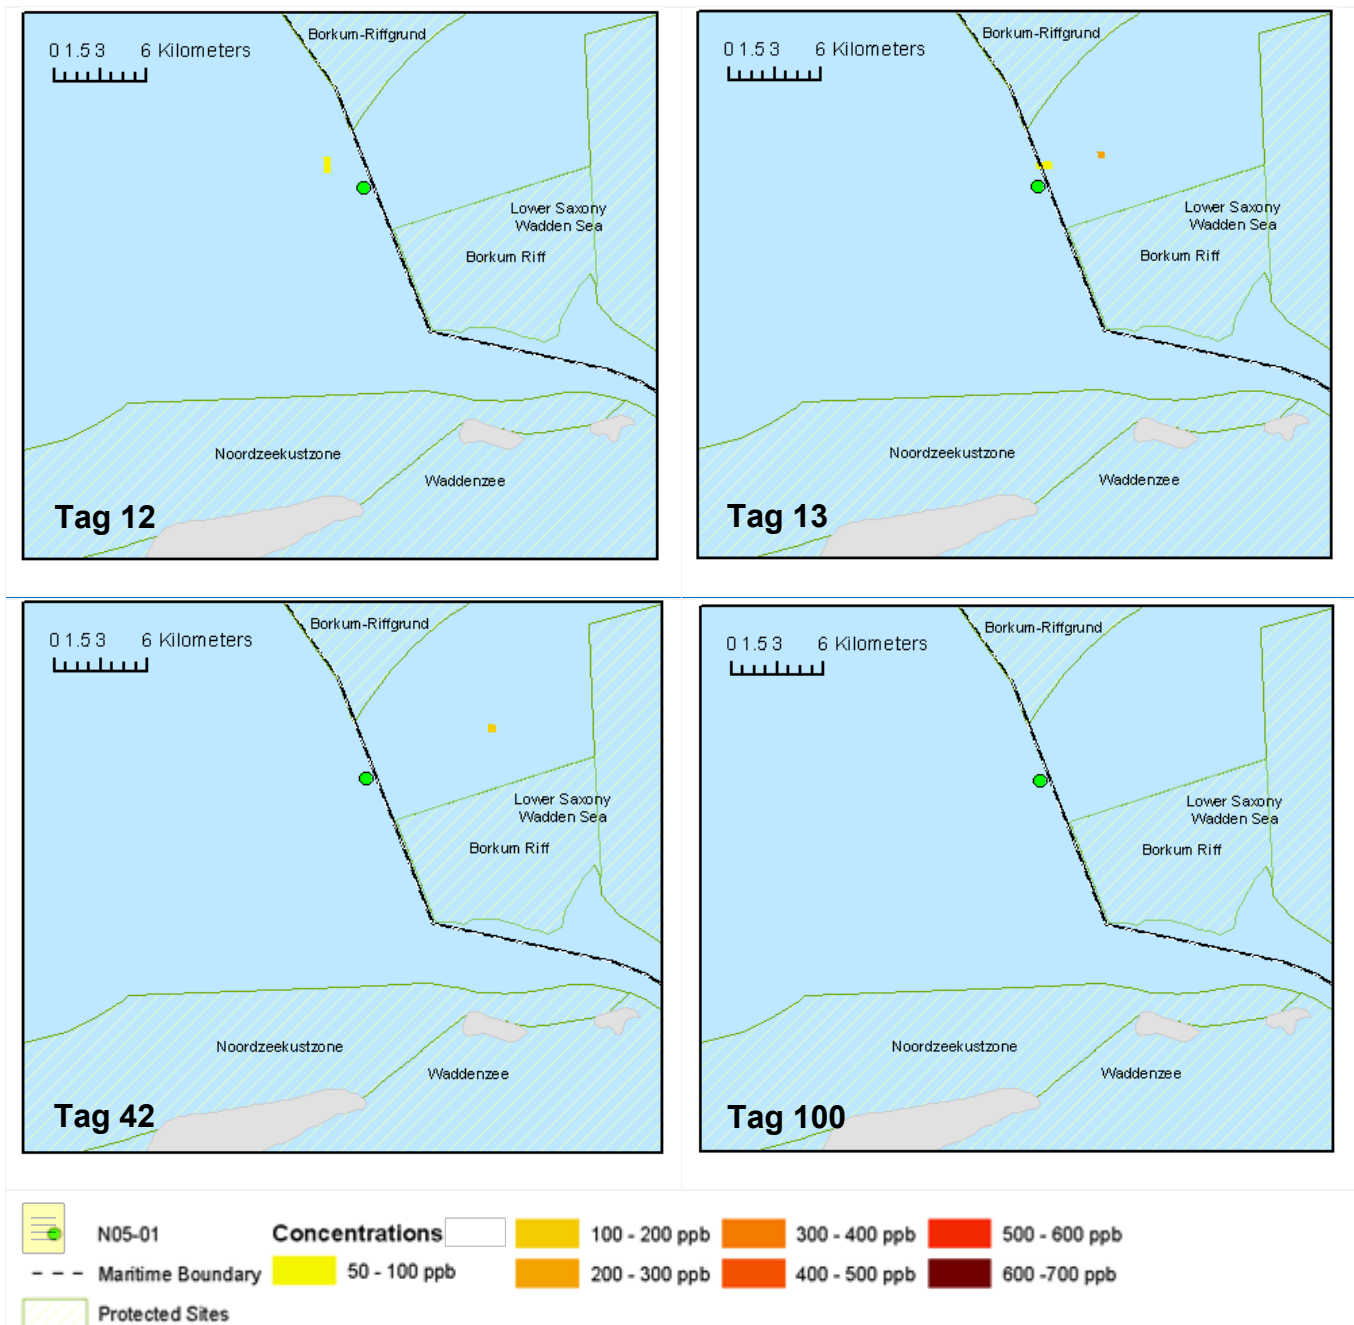 0 1.5 3 6 Kilometers
Borkum-Riffgrund
Lower Saxony
Wadden Sea
Borkum Riff
Noordzeekustzone
Waddenzee
Tag 12
0 1.5 3 6 Kilometers
Borkum-Riffgrund
Lower Saxony
Wadden Sea
Borkum Riff
Noordzeekustzone
Waddenzee
Tag 13
0 1.5 3 6 Kilometers
Borkum-Riffgrund
Lower Saxony
Wadden Sea
Borkum Riff
Noordzeekustzone
Waddenzee
Tag 42
0 1.5 3 6 Kilometers
Borkum-Riffgrund
Lower Saxony
Wadden Sea
Borkum Riff
Noordzeekustzone
Waddenzee
Tag 100
N05-01
Maritime Boundary
Protected Sites
Concentrations
50 - 100 ppb
100 - 200 ppb
200 - 300 ppb
300 - 400 ppb
400 - 500 ppb
500 - 600 ppb
600 -700 ppb